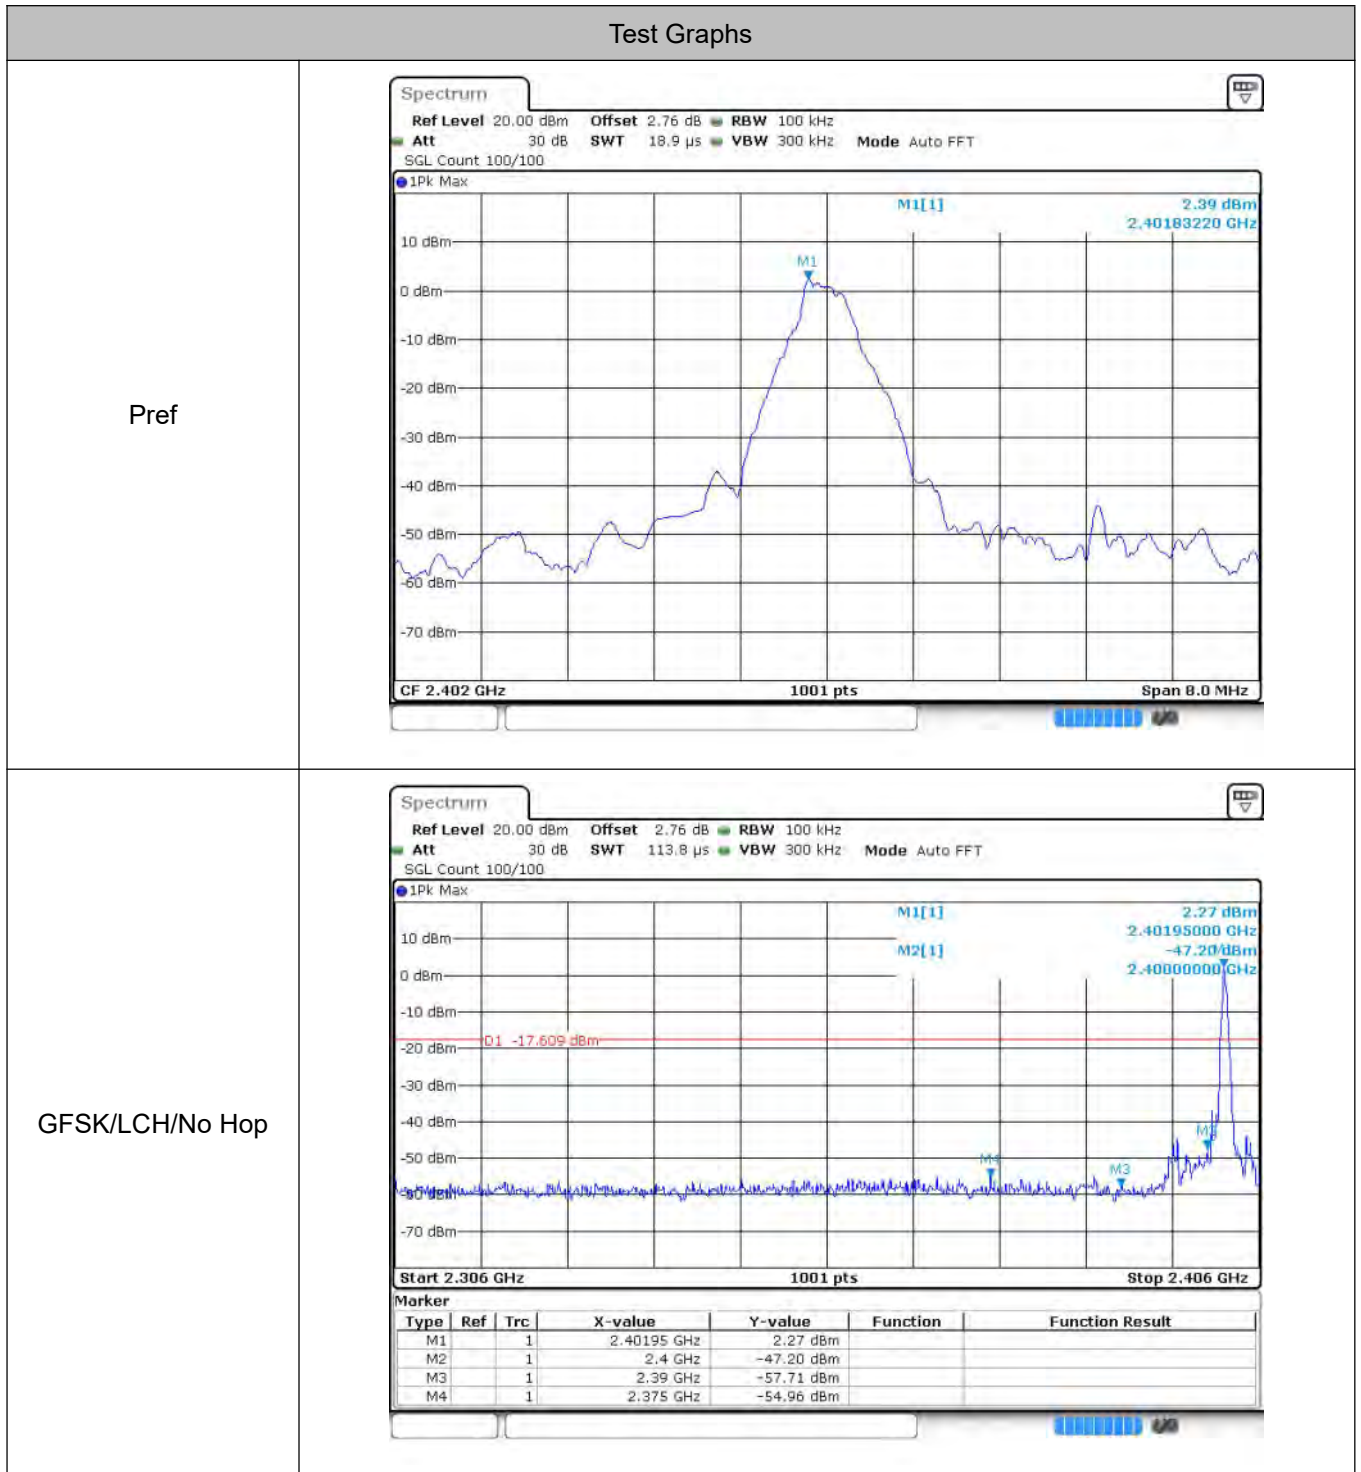 Test Graphs
Pref
Spectrum
Ref Level 20.00 dBm Offset 2.76 dB RBW 100 kHz
Att 30 dB SWT 18.9 µs VBW 300 kHz Mode Auto FFT
SGL Count 100/100
1Pk Max
M1[1] 2.39 dBm
2.40183220 GHz
10 dBm
M1
0 dBm
-10 dBm
-20 dBm
-30 dBm
-40 dBm
-50 dBm
-60 dBm
-70 dBm
CF 2.402 GHz 1001 pts Span 8.0 MHz
GFSK/LCH/No Hop
Spectrum
Ref Level 20.00 dBm Offset 2.76 dB RBW 100 kHz
Att 30 dB SWT 113.8 µs VBW 300 kHz Mode Auto FFT
SGL Count 100/100
1Pk Max
M1[1] 2.27 dBm
2.40195000 GHz
10 dBm
M2[1] -47.20 dBm
2.40000000 GHz
0 dBm
-10 dBm
D1 -17.609 dBm
-20 dBm
-30 dBm
-40 dBm
M2
-50 dBm
M4
M3
-60 dBm
-70 dBm
Start 2.306 GHz 1001 pts Stop 2.406 GHz
Marker
Type Ref Trc X-value Y-value Function Function Result
M1 1 2.40195 GHz 2.27 dBm
M2 1 2.4 GHz -47.20 dBm
M3 1 2.39 GHz -57.71 dBm
M4 1 2.375 GHz -54.96 dBm